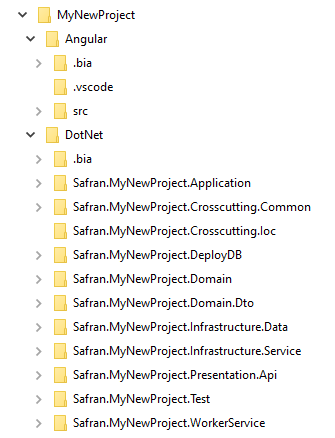 MyNewProject
Angular
.bia
.vscode
src
DotNet
.bia
Safran.MyNewProject.Application
Safran.MyNewProject.Crosscutting.Common
Safran.MyNewProject.Crosscutting.Ioc
Safran.MyNewProject.DeployDB
Safran.MyNewProject.Domain
Safran.MyNewProject.Domain.Dto
Safran.MyNewProject.Infrastructure.Data
Safran.MyNewProject.Infrastructure.Service
Safran.MyNewProject.Presentation.Api
Safran.MyNewProject.Test
Safran.MyNewProject.WorkerService